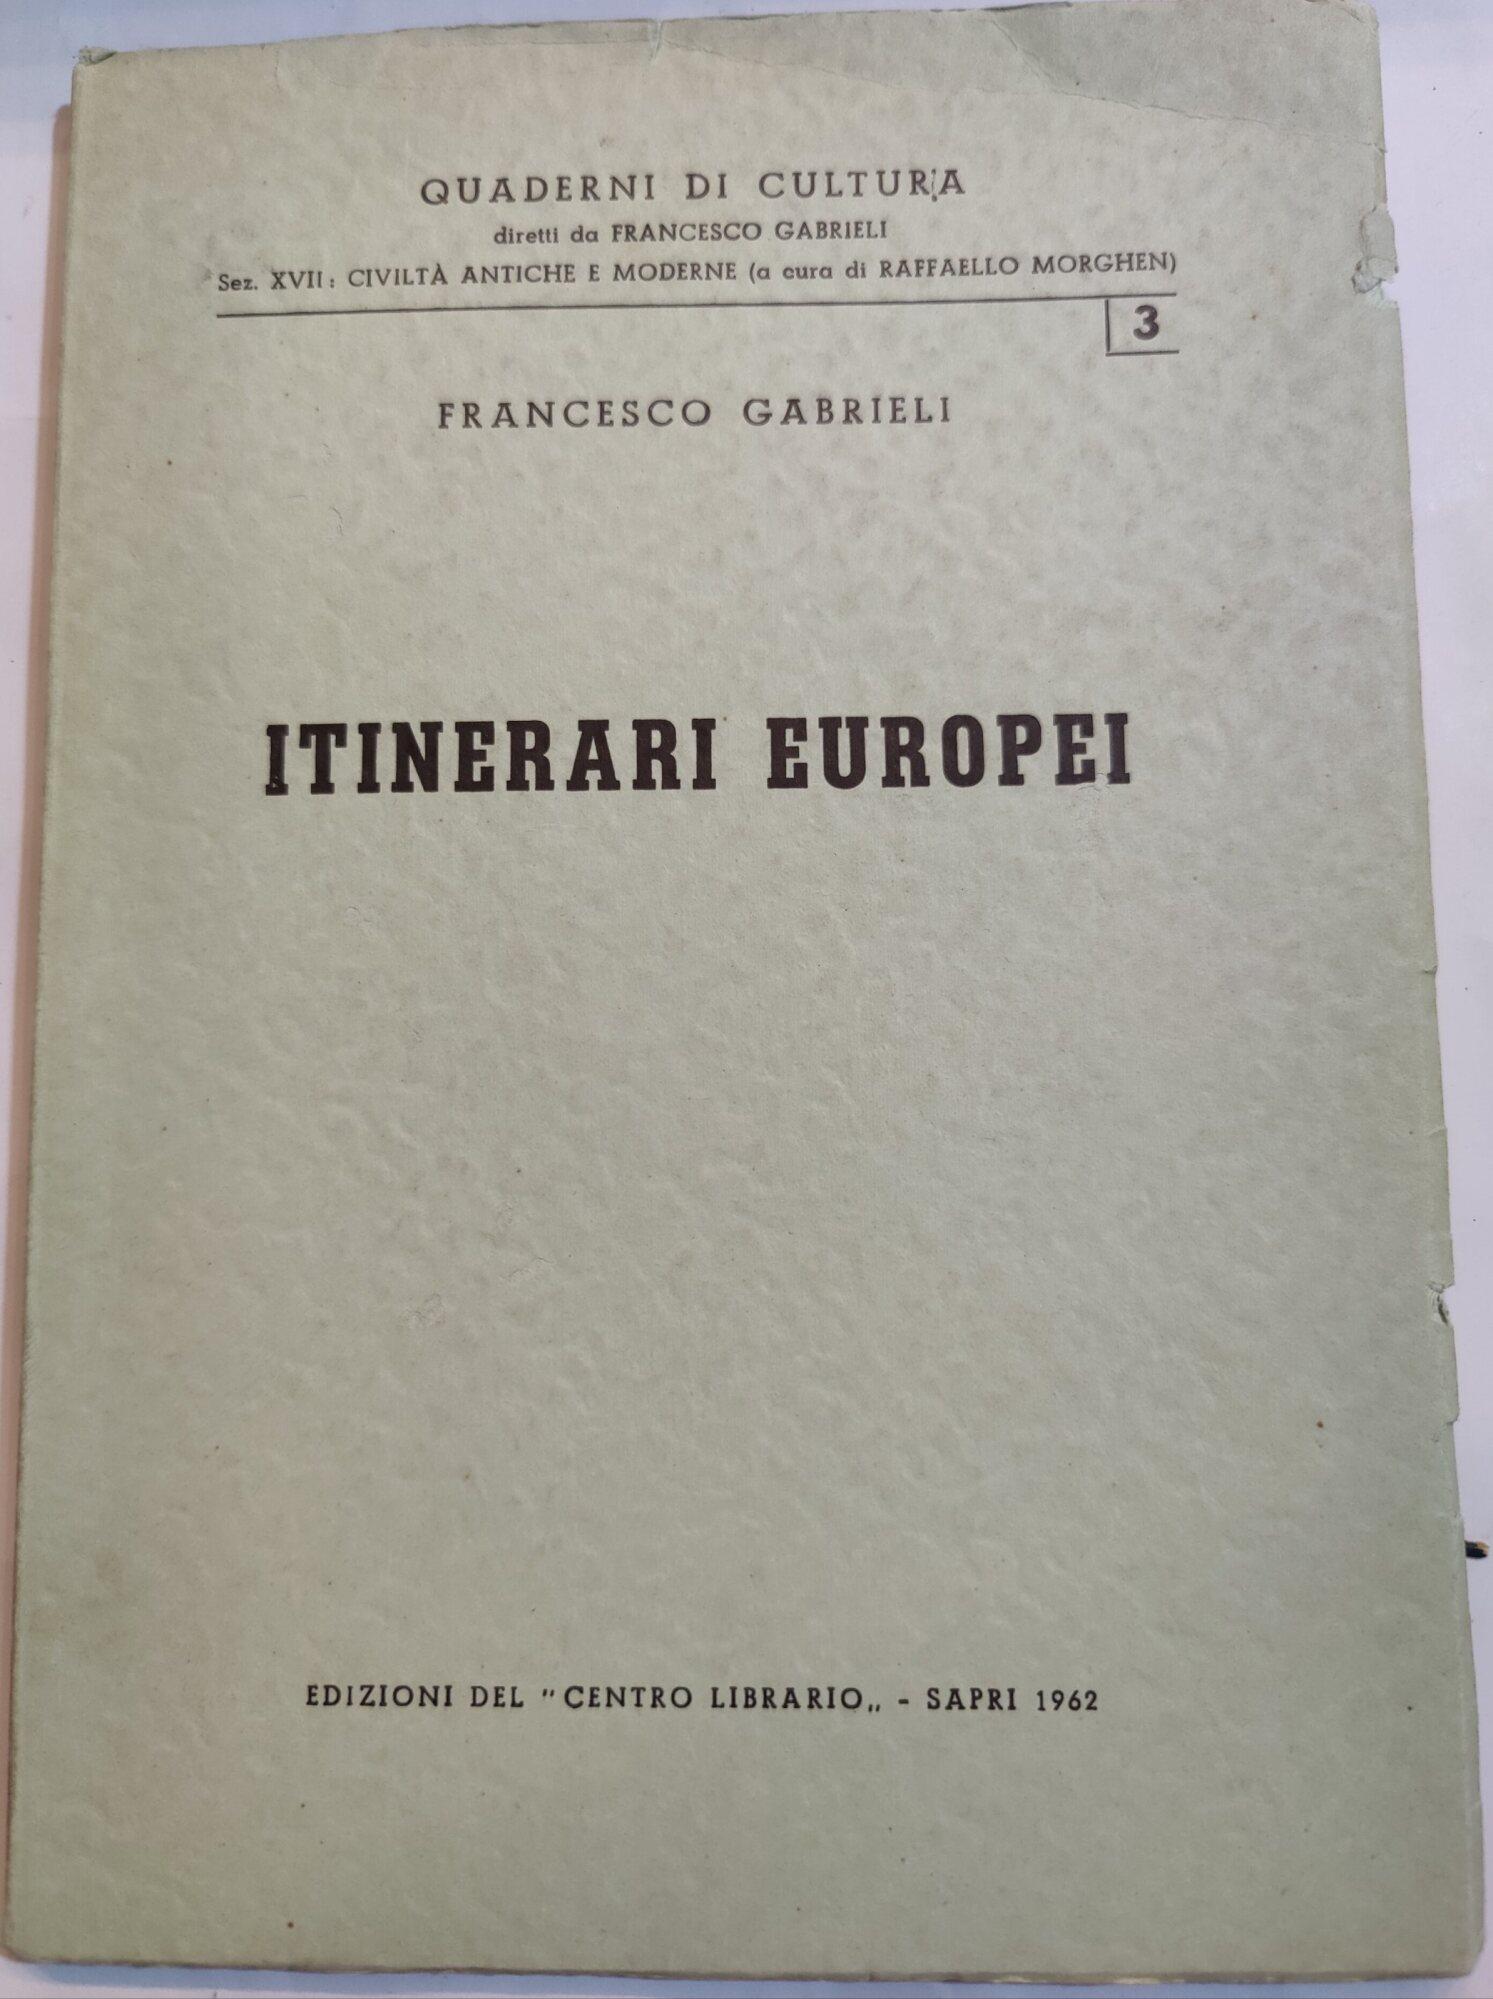 QUADERNI DI CULTURA
diretti da FRANCESCO GABRIELI
Sez. XVII: CIVILTÀ ANTICHE E MODERNE (a cura di RAFFAELLO MORGHEN)
3
FRANCESCO GABRIELI
ITINERARI EUROPEI
EDIZIONI DEL "CENTRO LIBRARIO„ - SAPRI 1962